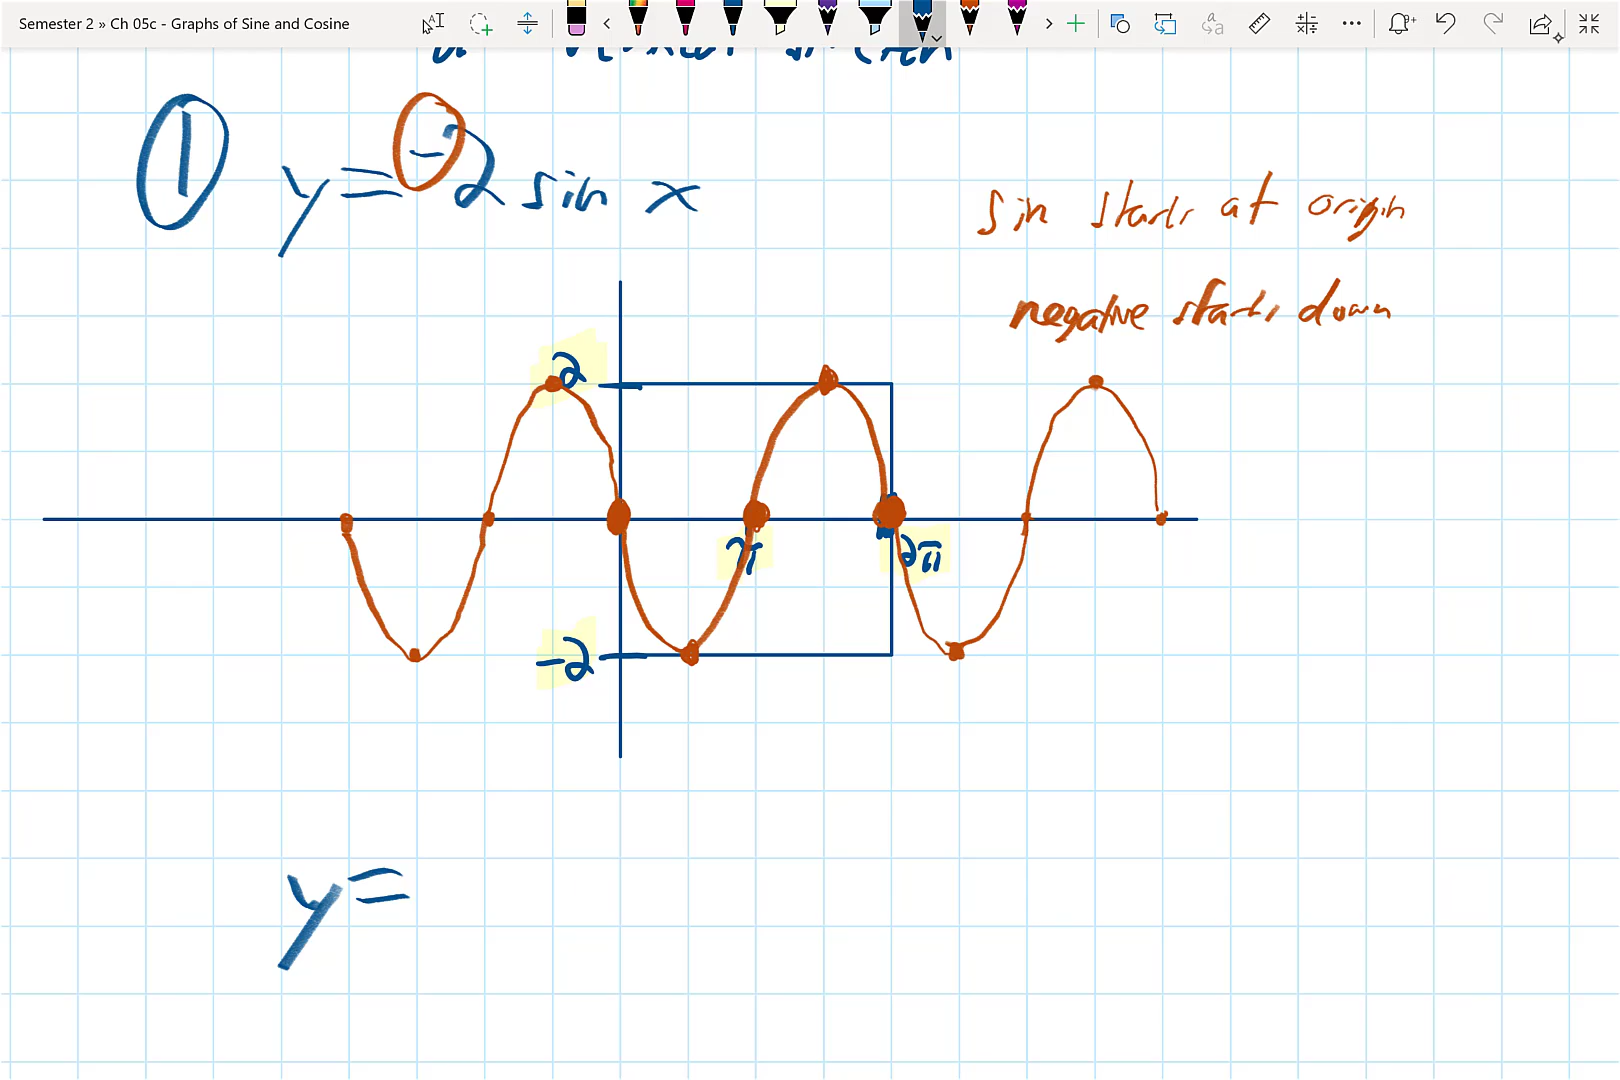 Semester 2 » Ch 05c - Graphs of Sine and Cosine
① y = -2 sin x
sin starts at origin
negative starts down
2
π
2π
-2
y =